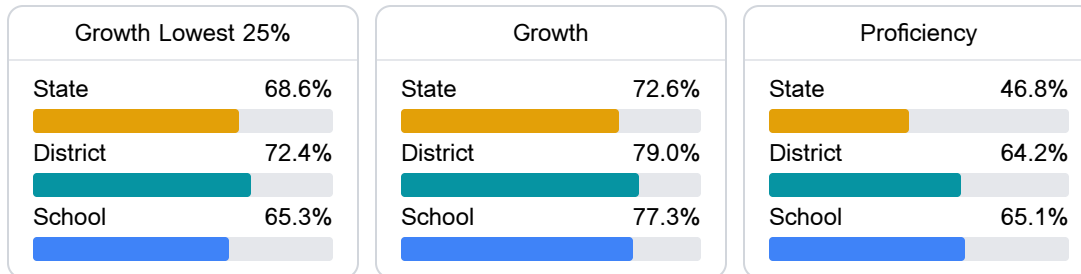 Growth Lowest 25%
State 68.6%
District 72.4%
School 65.3%
Growth
State 72.6%
District 79.0%
School 77.3%
Proficiency
State 46.8%
District 64.2%
School 65.1%